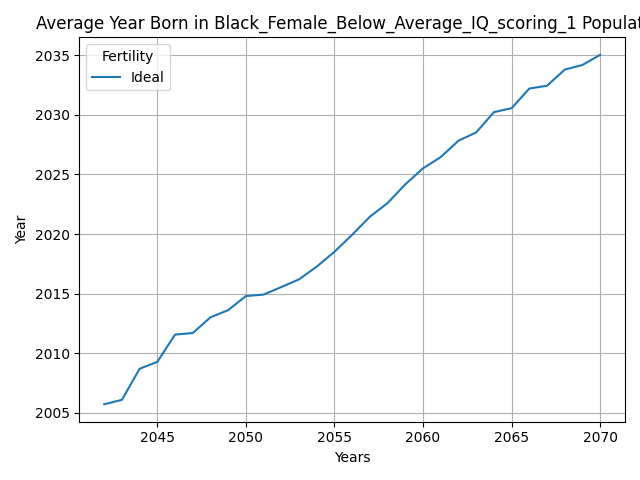 Average Year Born in Black_Female_Below_Average_IQ_scoring_1 Populat
Fertility
Ideal
2035
2030
2025
2020
2015
2010
2005
Year
2045 2050 2055 2060 2065 2070
Years